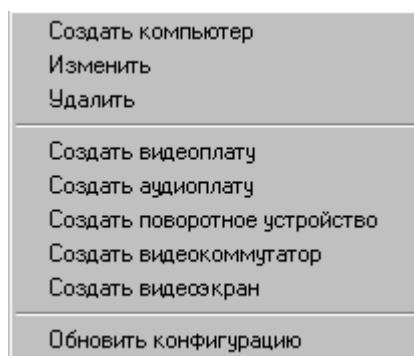 Создать компьютер
Изменить
Удалить
Создать видеоплату
Создать аудиоплату
Создать поворотное устройство
Создать видеокоммутатор
Создать видеоэкран
Обновить конфигурацию